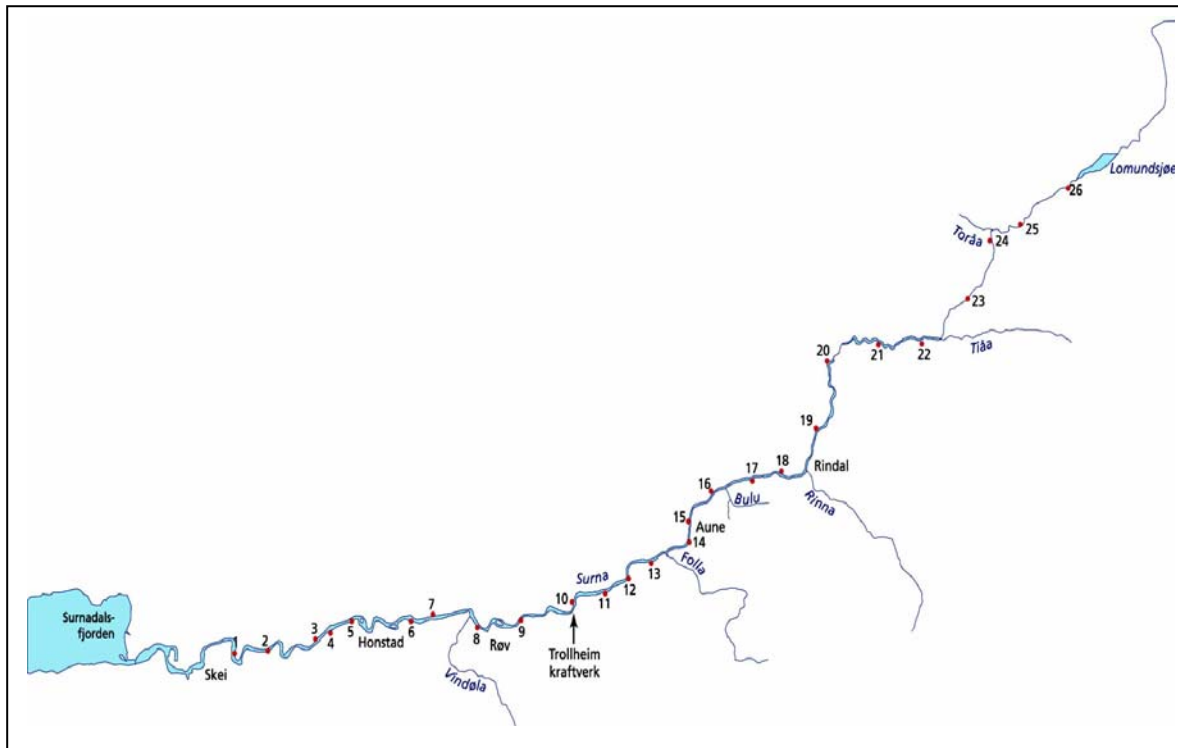 Lomundsjøe
26
25
Toråa
24
23
20
21
22
Tiåa
19
18
Rindal
17
16
Bulu
Rinna
15
Aune
14
Folla
13
Surna
12
10
11
7
Surnadals-
fjorden
3
5
6
4
Honstad
1
2
8
9
Røv
Skei
Trollheim
kraftverk
Vindøla